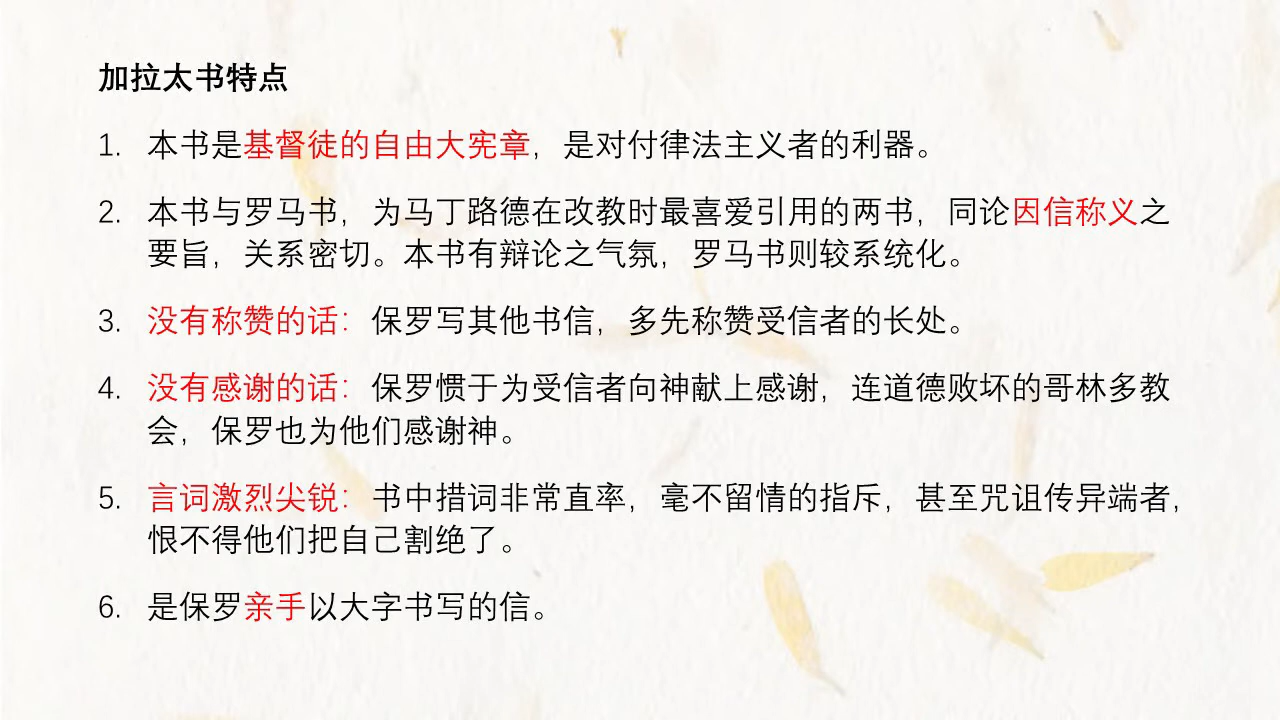 加拉太书特点
1. 本书是基督徒的自由大宪章，是对付律法主义者的利器。
2. 本书与罗马书，为马丁路德在改教时最喜爱引用的两书，同论因信称义之
要旨，关系密切。本书有辩论之气氛，罗马书则较系统化。
3. 没有称赞的话：保罗写其他书信，多先称赞受信者的长处。
4. 没有感谢的话：保罗惯于为受信者向神献上感谢，连道德败坏的哥林多教
会，保罗也为他们感谢神。
5. 言词激烈尖锐：书中措词非常直率，毫不留情的指斥，甚至咒诅传异端者，
恨不得他们把自己割绝了。
6. 是保罗亲手以大字书写的信。